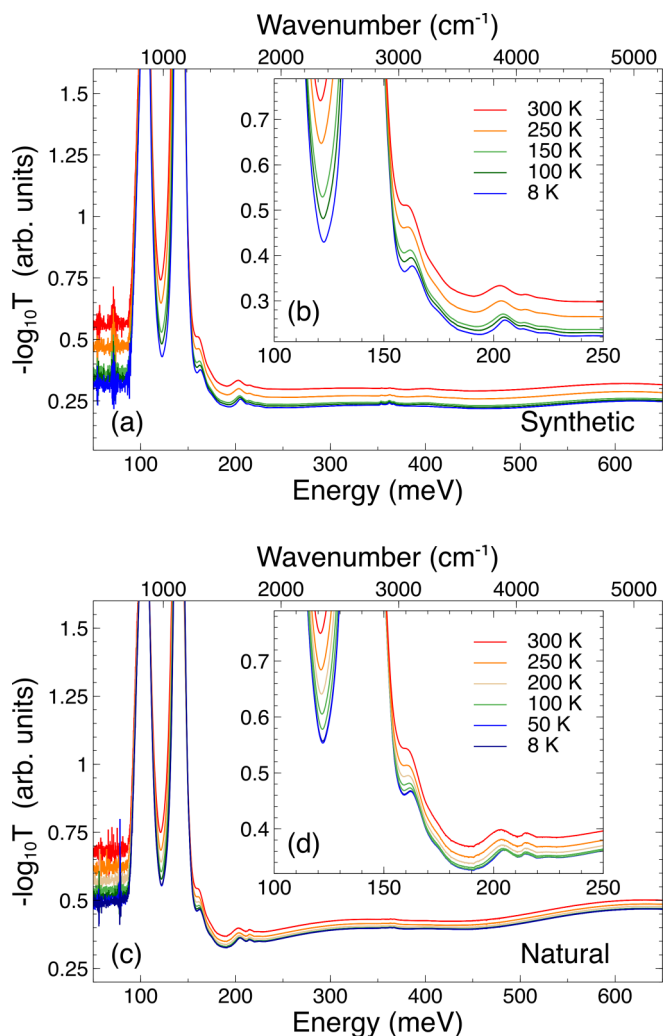 Wavenumber (cm⁻¹)
1000 2000 3000 4000 5000
1.5
1.25
1
0.75
0.5
0.25
-log₁₀T (arb. units)
0.7
0.6
0.5
0.4
0.3
300 K
250 K
150 K
100 K
8 K
(b)
100 150 200 250
(a)
Synthetic
100 200 300 400 500 600
Energy (meV)
Wavenumber (cm⁻¹)
1000 2000 3000 4000 5000
1.5
1.25
1
0.75
0.5
0.25
-log₁₀T (arb. units)
0.7
0.6
0.5
0.4
300 K
250 K
200 K
100 K
50 K
8 K
(d)
100 150 200 250
(c)
Natural
100 200 300 400 500 600
Energy (meV)